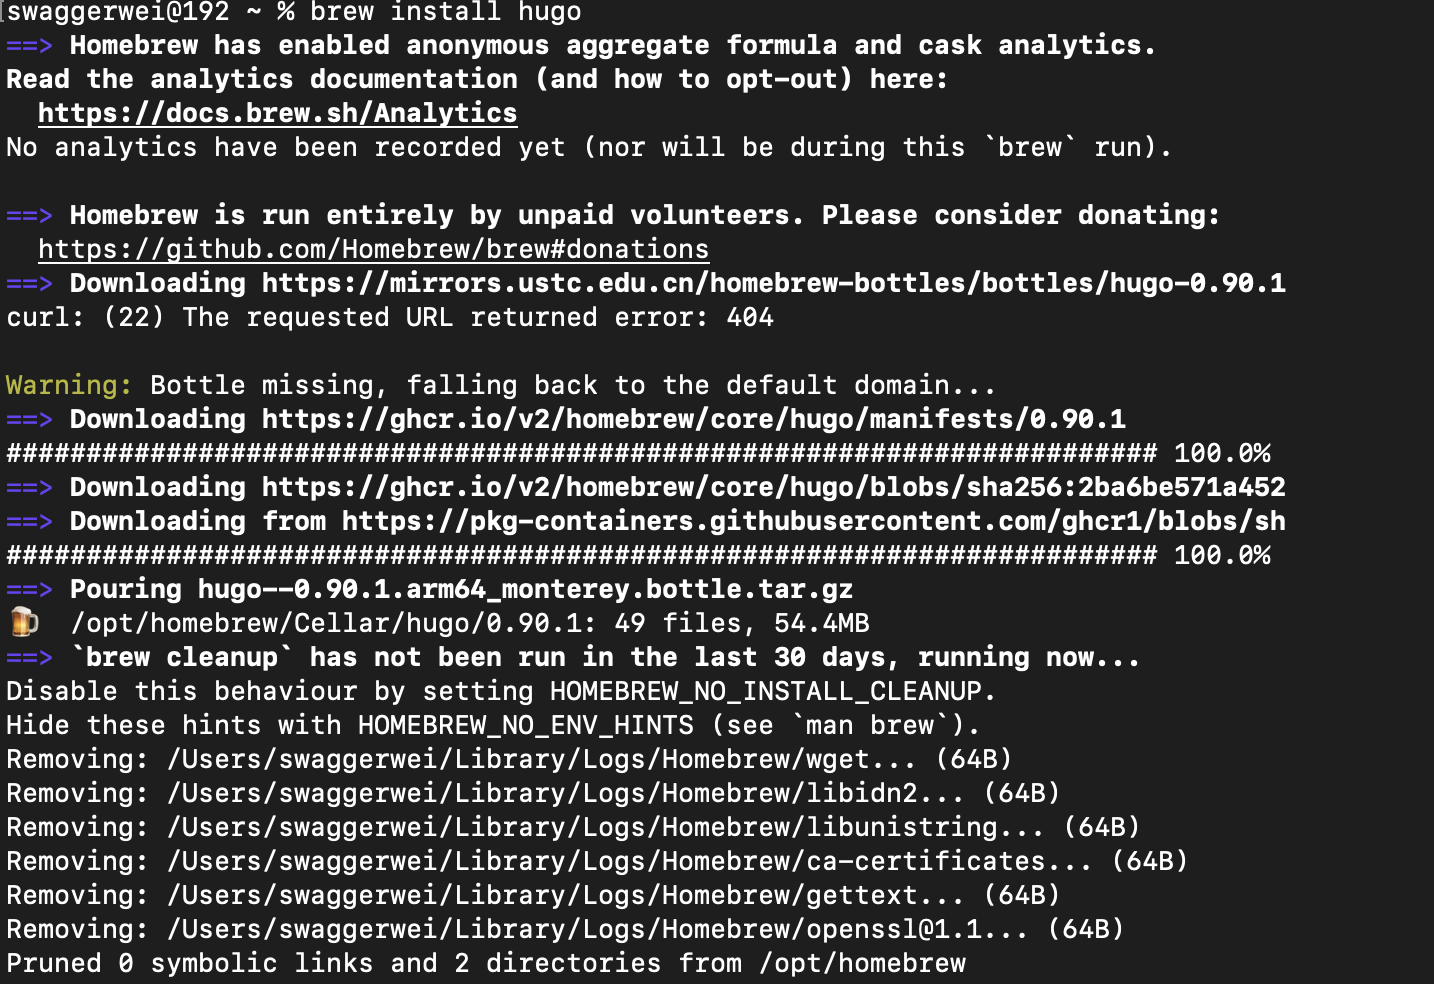 swaggerwei@192 ~ % brew install hugo
==> Homebrew has enabled anonymous aggregate formula and cask analytics.
Read the analytics documentation (and how to opt-out) here:
  https://docs.brew.sh/Analytics
No analytics have been recorded yet (nor will be during this `brew` run).

==> Homebrew is run entirely by unpaid volunteers. Please consider donating:
  https://github.com/Homebrew/brew#donations
==> Downloading https://mirrors.ustc.edu.cn/homebrew-bottles/bottles/hugo-0.90.1
curl: (22) The requested URL returned error: 404

Warning: Bottle missing, falling back to the default domain...
==> Downloading https://ghcr.io/v2/homebrew/core/hugo/manifests/0.90.1
######################################################################## 100.0%
==> Downloading https://ghcr.io/v2/homebrew/core/hugo/blobs/sha256:2ba6be571a452
==> Downloading from https://pkg-containers.githubusercontent.com/ghcr1/blobs/sh
######################################################################## 100.0%
==> Pouring hugo--0.90.1.arm64_monterey.bottle.tar.gz
🍺  /opt/homebrew/Cellar/hugo/0.90.1: 49 files, 54.4MB
==> `brew cleanup` has not been run in the last 30 days, running now...
Disable this behaviour by setting HOMEBREW_NO_INSTALL_CLEANUP.
Hide these hints with HOMEBREW_NO_ENV_HINTS (see `man brew`).
Removing: /Users/swaggerwei/Library/Logs/Homebrew/wget... (64B)
Removing: /Users/swaggerwei/Library/Logs/Homebrew/libidn2... (64B)
Removing: /Users/swaggerwei/Library/Logs/Homebrew/libunistring... (64B)
Removing: /Users/swaggerwei/Library/Logs/Homebrew/ca-certificates... (64B)
Removing: /Users/swaggerwei/Library/Logs/Homebrew/gettext... (64B)
Removing: /Users/swaggerwei/Library/Logs/Homebrew/openssl@1.1... (64B)
Pruned 0 symbolic links and 2 directories from /opt/homebrew